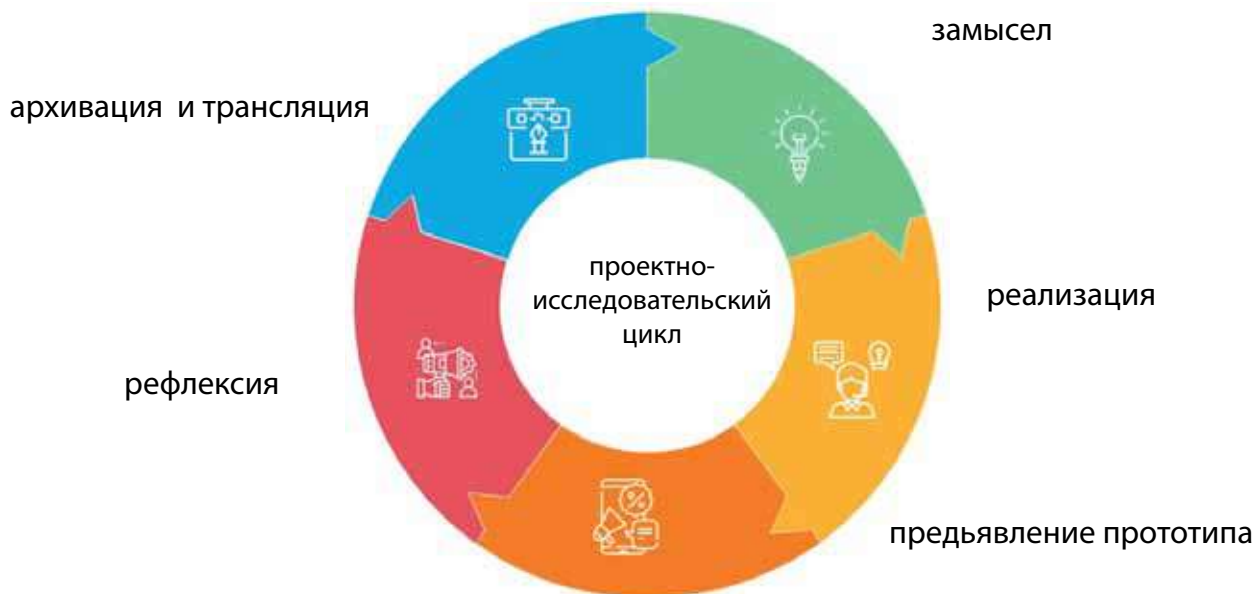 замысел
архивация и трансляция
проектно-
исследовательский
цикл
реализация
рефлексия
предьявление прототипа